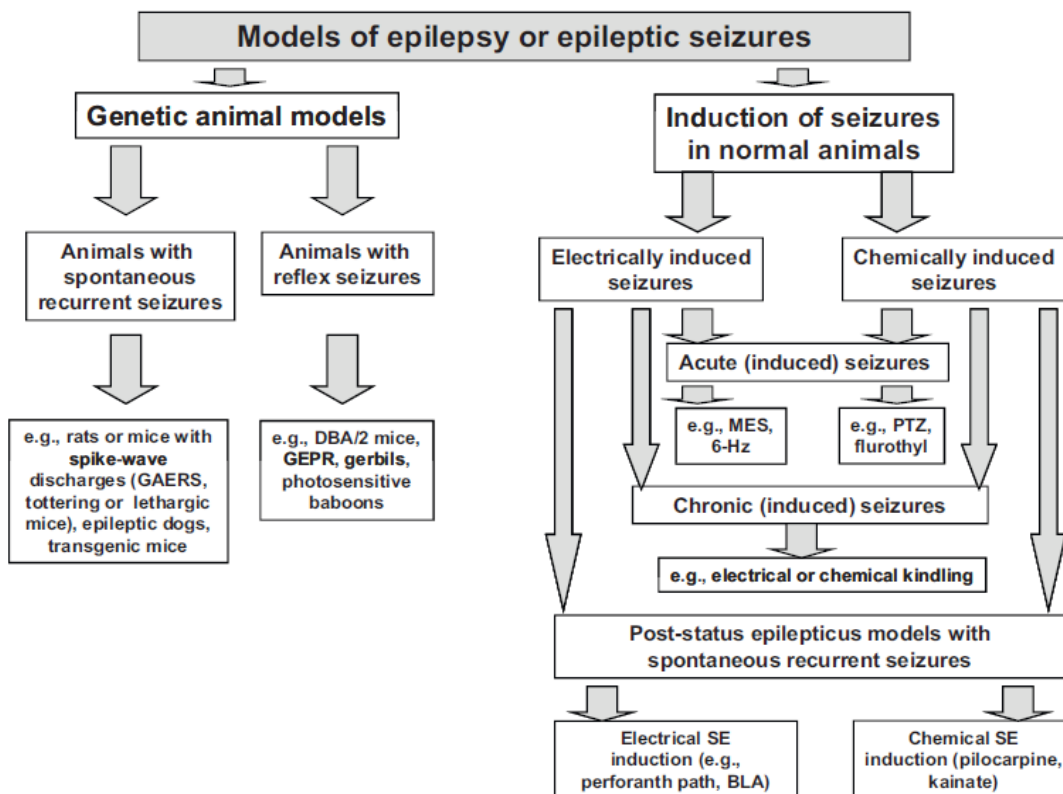 Models of epilepsy or epileptic seizures
Genetic animal models
Induction of seizures
in normal animals
Animals with
spontaneous
recurrent seizures
Animals with
reflex seizures
Electrically induced
seizures
Chemically induced
seizures
Acute (induced) seizures
e.g., rats or mice with
spike-wave
discharges (GAERS,
tottering or lethargic
mice), epileptic dogs,
transgenic mice
e.g., DBA/2 mice,
GEPR, gerbils,
photosensitive
baboons
e.g., MES,
6-Hz
e.g., PTZ,
flurothyl
Chronic (induced) seizures
e.g., electrical or chemical kindling
Post-status epilepticus models with
spontaneous recurrent seizures
Electrical SE
induction (e.g.,
perforanth path, BLA)
Chemical SE
induction (pilocarpine,
kainate)